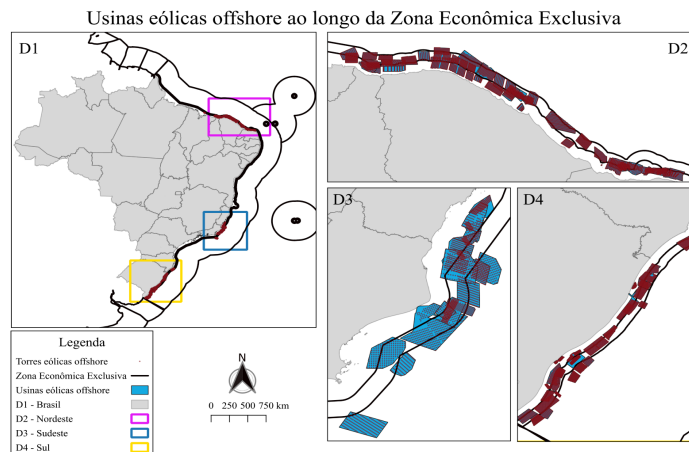 Usinas eólicas offshore ao longo da Zona Econômica Exclusiva
D1
D2
D3
D4
Legenda
Torres eólicas offshore
Zona Econômica Exclusiva
Usinas eólicas offshore
D1 - Brasil
D2 - Nordeste
D3 - Sudeste
D4 - Sul
N
0 250 500 750 km